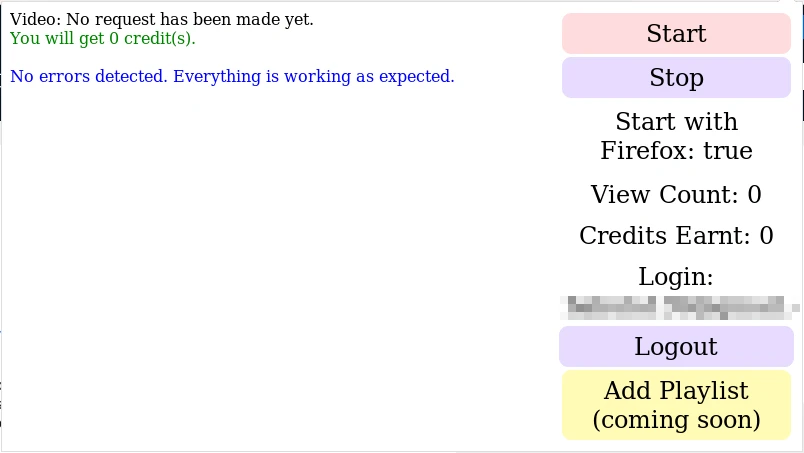 Video: No request has been made yet.
You will get 0 credit(s).
No errors detected. Everything is working as expected.
Start
Stop
Start with
Firefox: true
View Count: 0
Credits Earnt: 0
Login:
Logout
Add Playlist
(coming soon)